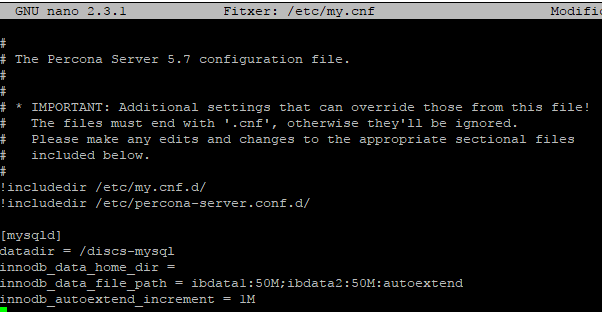 GNU nano 2.3.1 Fitxer: /etc/my.cnf Modific
#
# The Percona Server 5.7 configuration file.
#
#
# * IMPORTANT: Additional settings that can override those from this file!
# The files must end with '.cnf', otherwise they'll be ignored.
# Please make any edits and changes to the appropriate sectional files
# included below.
#
!includedir /etc/my.cnf.d/
!includedir /etc/percona-server.conf.d/
[mysqld]
datadir = /discs-mysql
innodb_data_home_dir =
innodb_data_file_path = ibdata1:50M;ibdata2:50M:autoextend
innodb_autoextend_increment = 1M